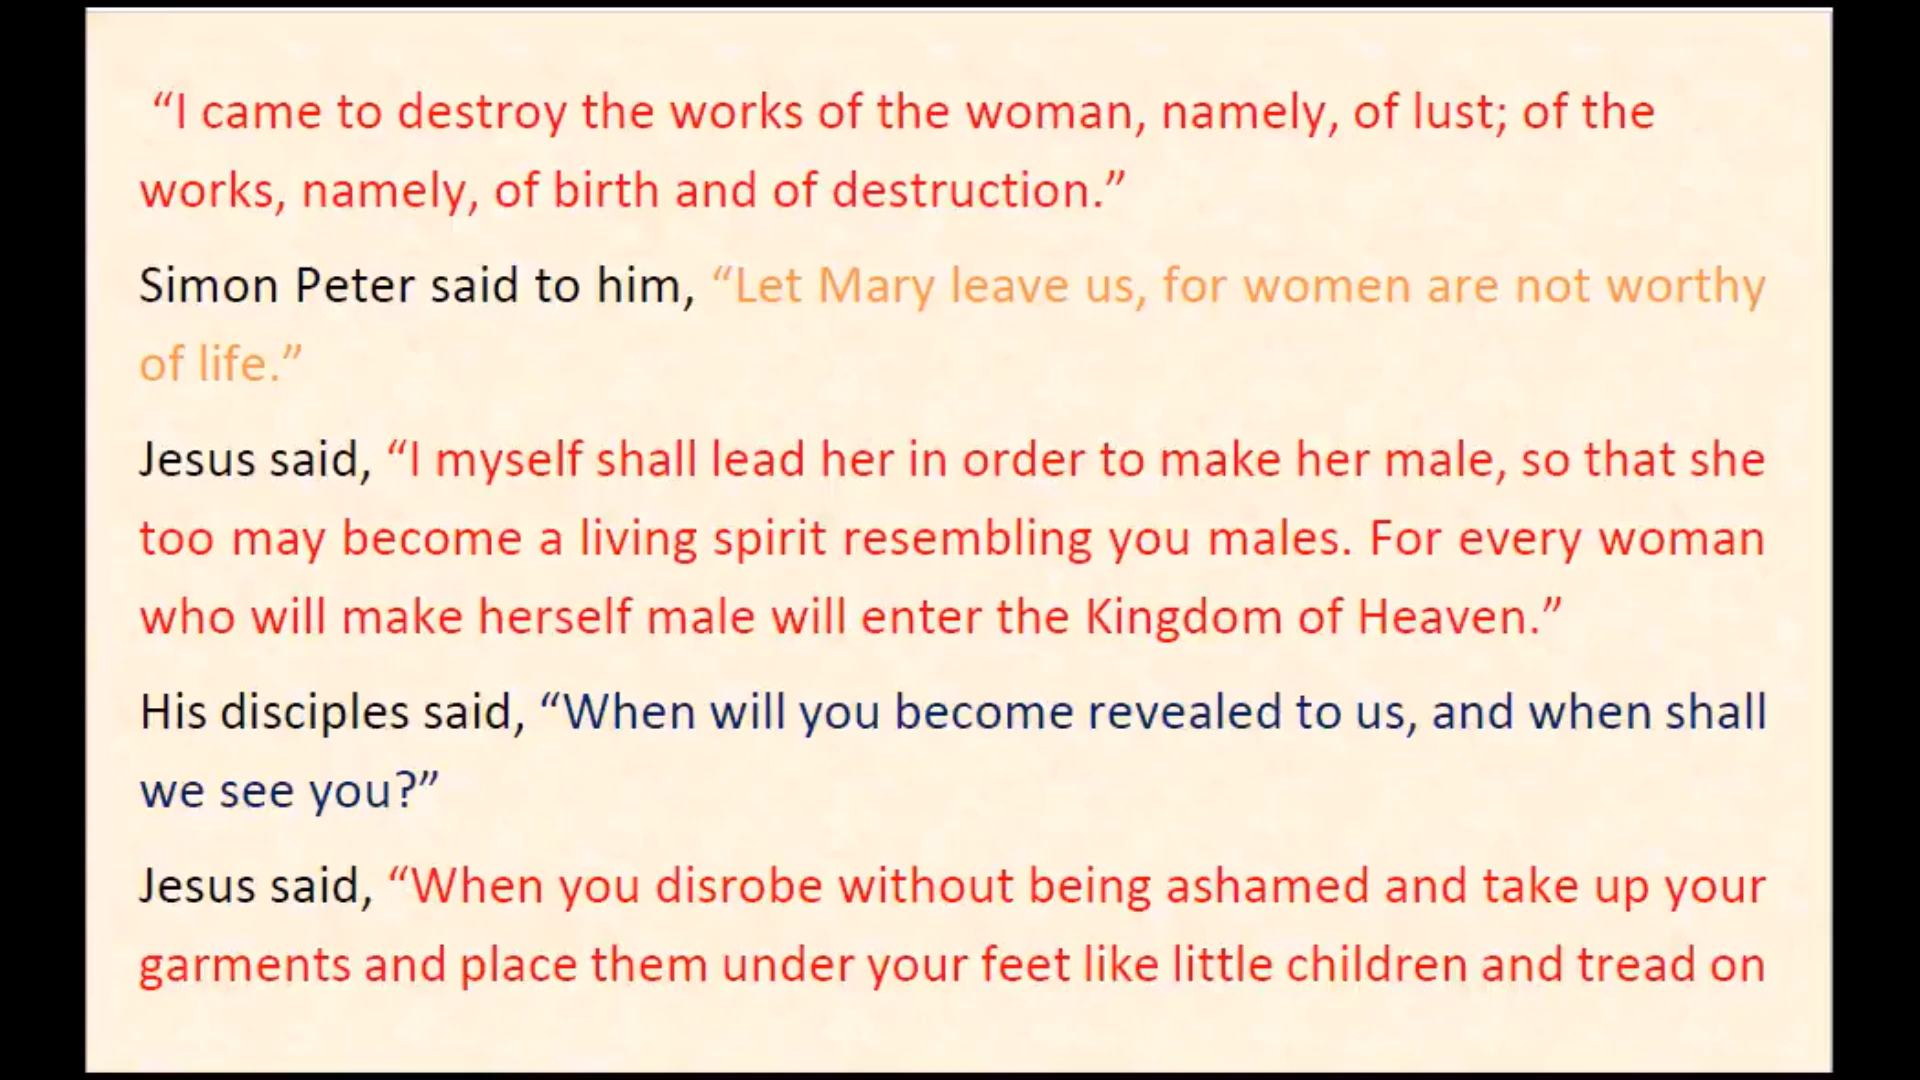 “I came to destroy the works of the woman, namely, of lust; of the
works, namely, of birth and of destruction.”
Simon Peter said to him, “Let Mary leave us, for women are not worthy
of life.”
Jesus said, “I myself shall lead her in order to make her male, so that she
too may become a living spirit resembling you males. For every woman
who will make herself male will enter the Kingdom of Heaven.”
His disciples said, “When will you become revealed to us, and when shall
we see you?”
Jesus said, “When you disrobe without being ashamed and take up your
garments and place them under your feet like little children and tread on